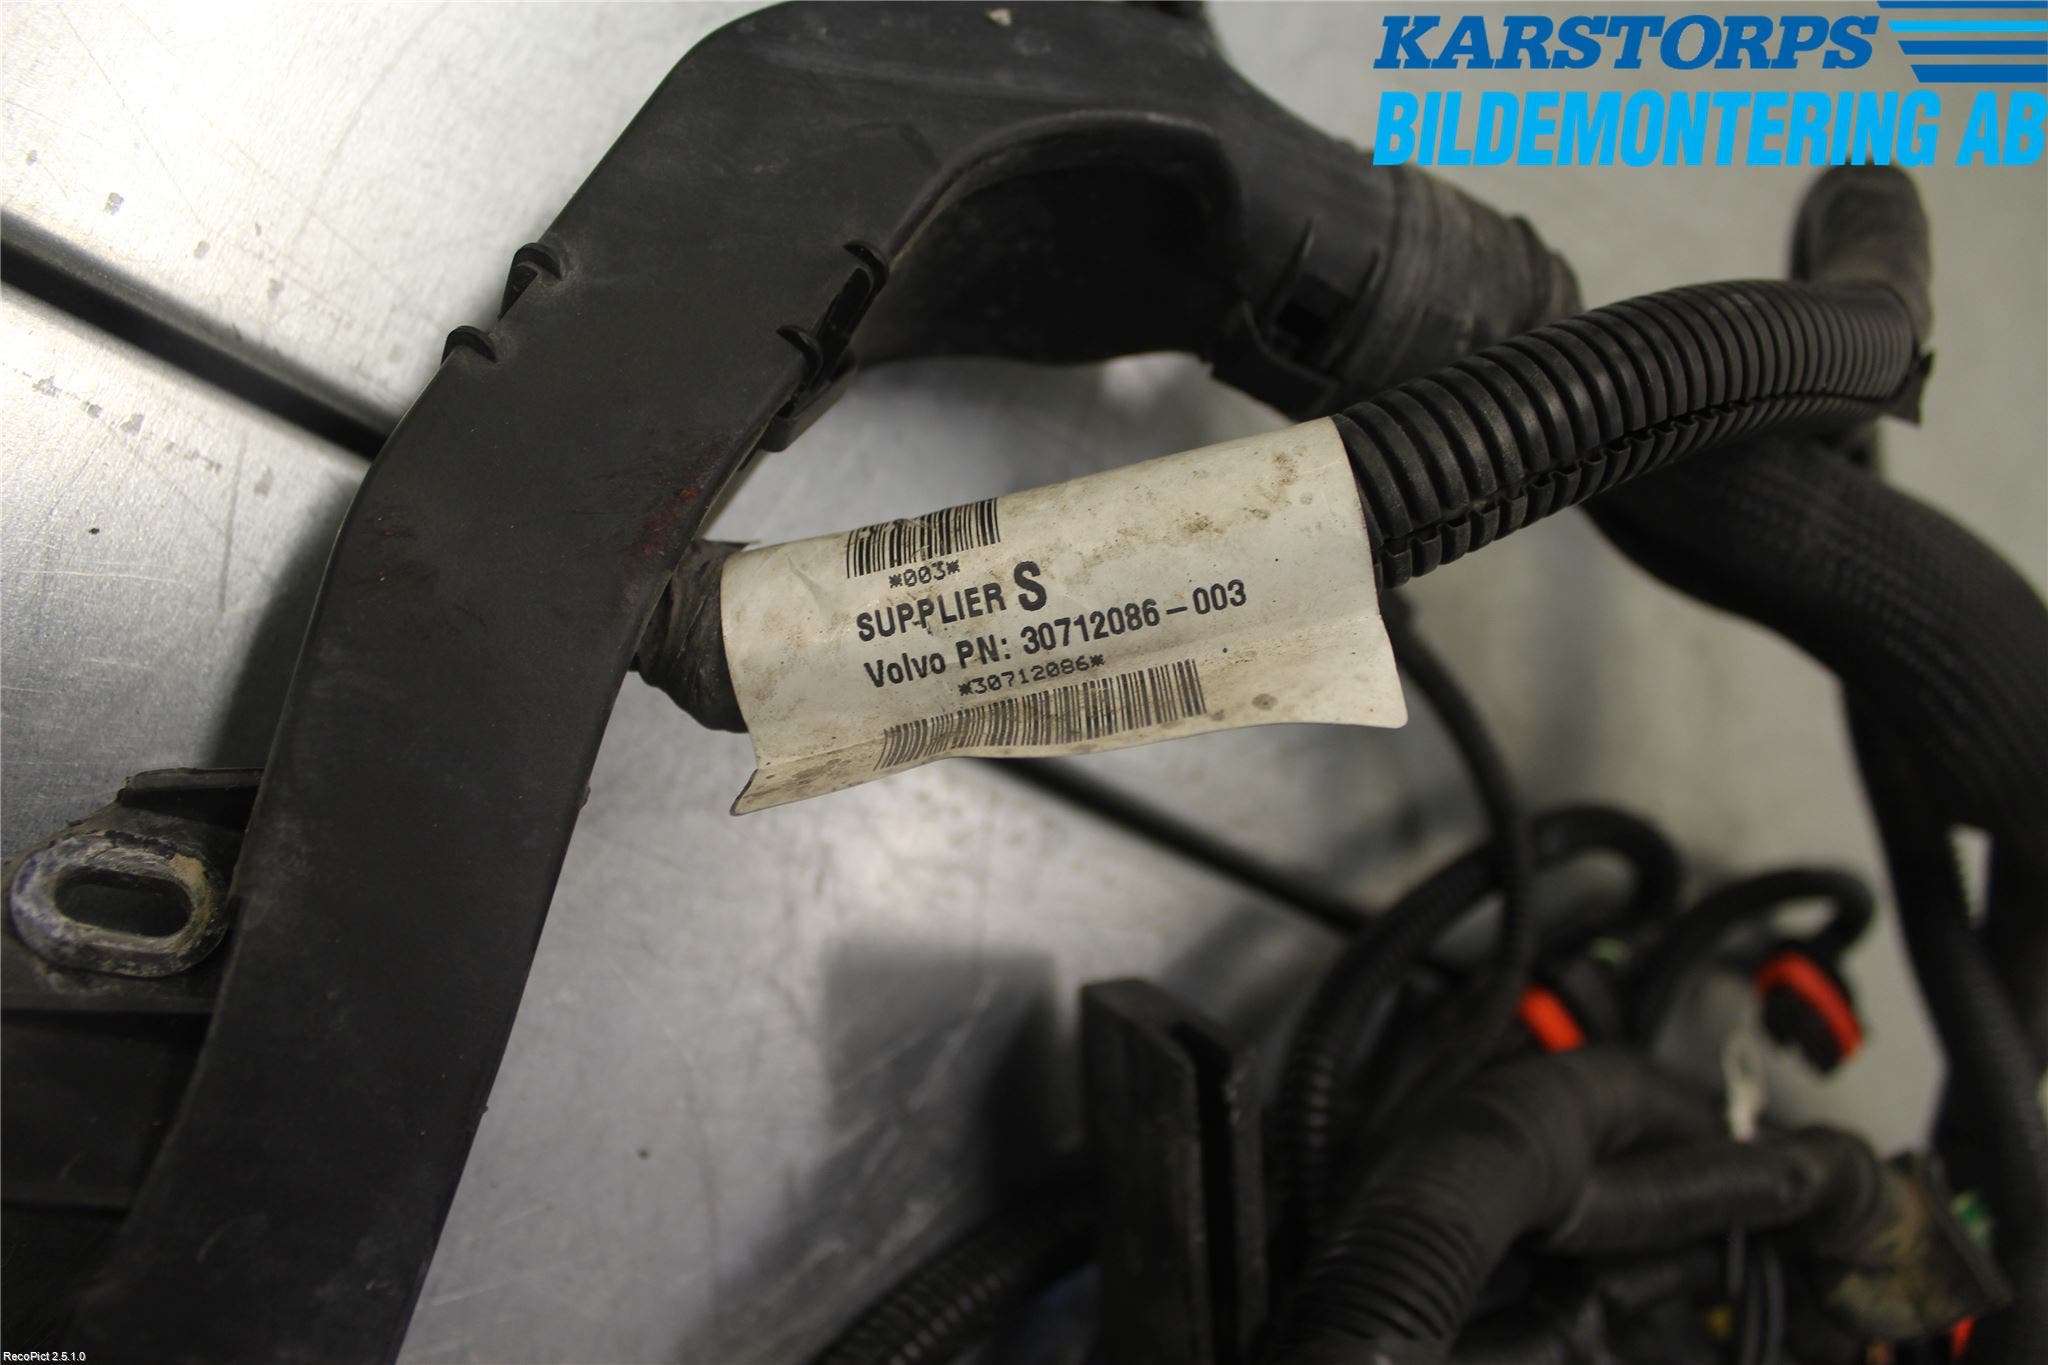 KARSTORPS
BILDEMONTERING AB
*003*
SUPPLIER S
Volvo PN: 30712086-003
*30712086*
RecoPict 2.5.1.0